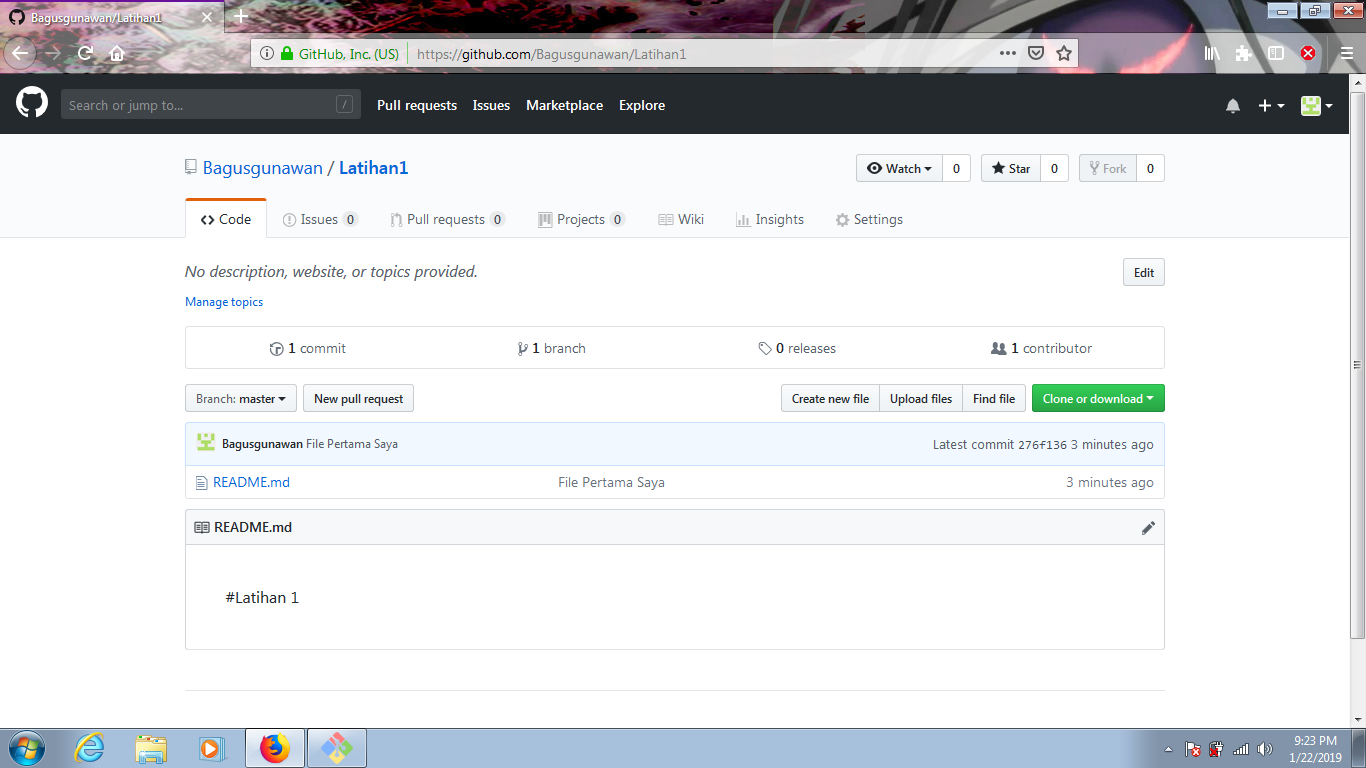 Bagusgunawan/Latihan1
GitHub, Inc. (US) https://github.com/Bagusgunawan/Latihan1
Search or jump to... / Pull requests Issues Marketplace Explore
Bagusgunawan / Latihan1 Watch 0 Star 0 Fork 0
Code Issues 0 Pull requests 0 Projects 0 Wiki Insights Settings
No description, website, or topics provided. Edit
Manage topics
1 commit 1 branch 0 releases 1 contributor
Branch: master New pull request Create new file Upload files Find file Clone or download
Bagusgunawan File Pertama Saya Latest commit 276f136 3 minutes ago
README.md File Pertama Saya 3 minutes ago
README.md
#Latihan 1
9:23 PM
1/22/2019